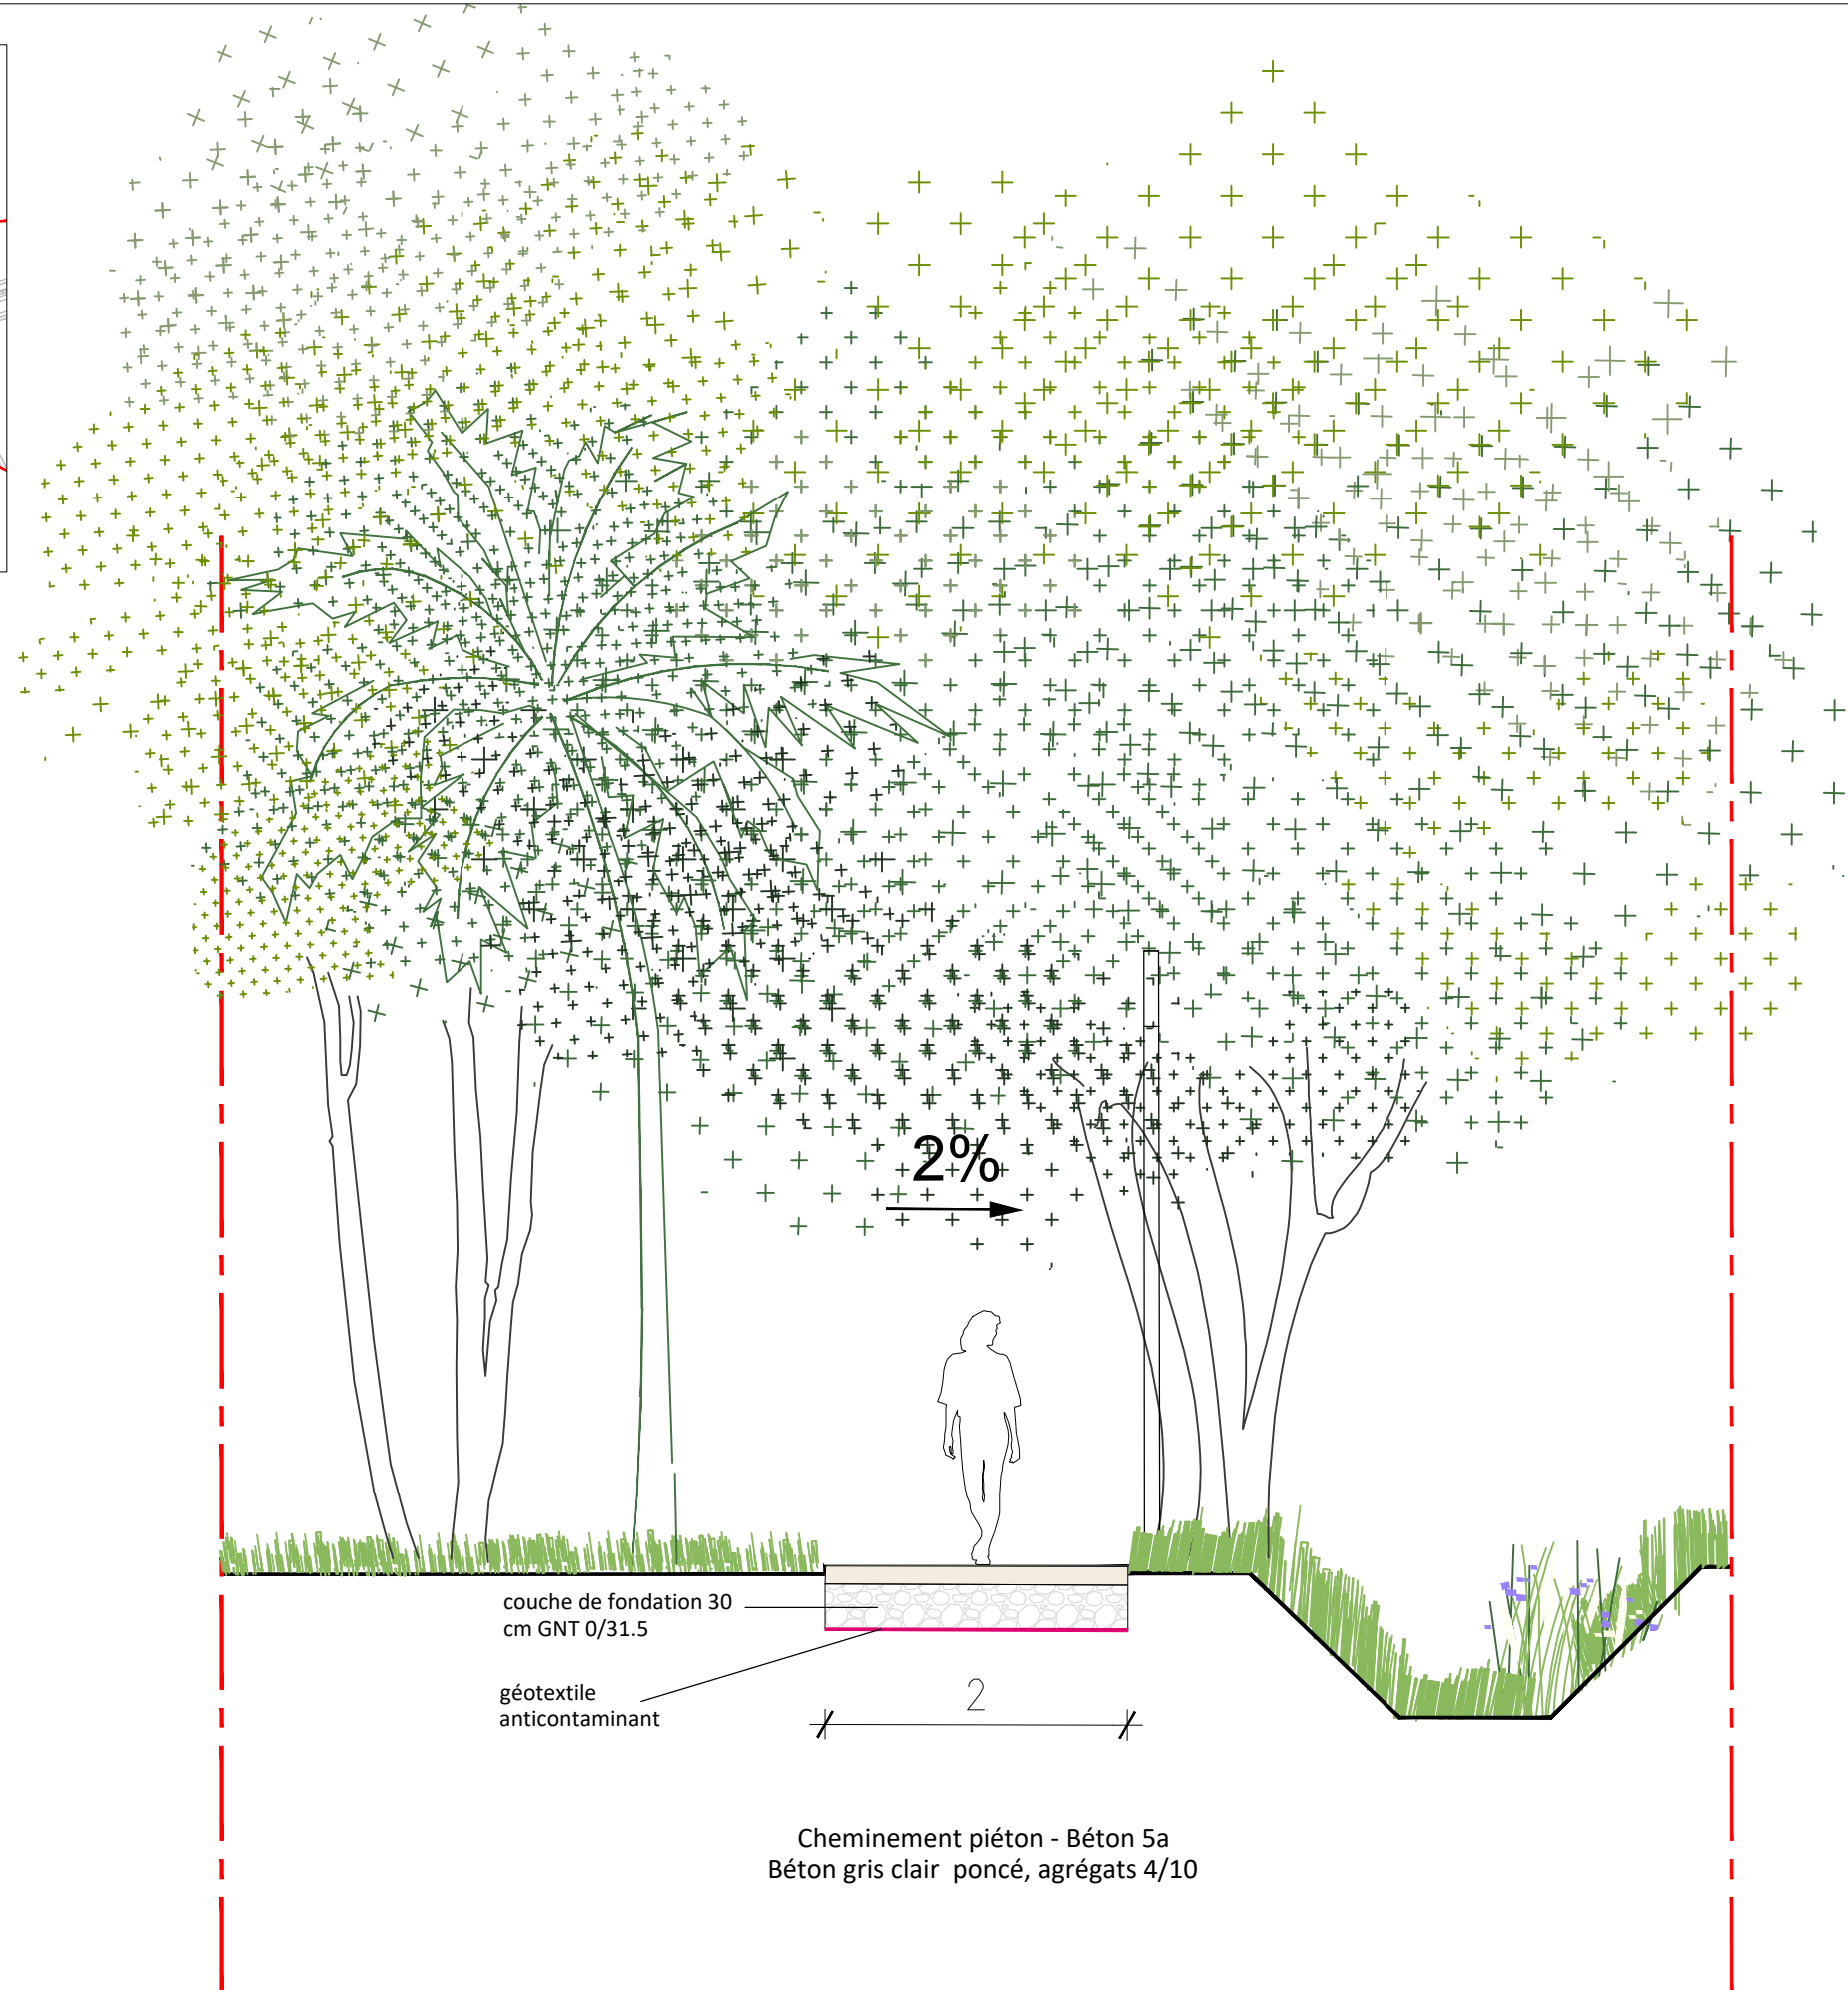 2%
couche de fondation 30
cm GNT 0/31.5
géotextile
anticontaminant
2
Cheminement piéton - Béton 5a
Béton gris clair poncé, agrégats 4/10